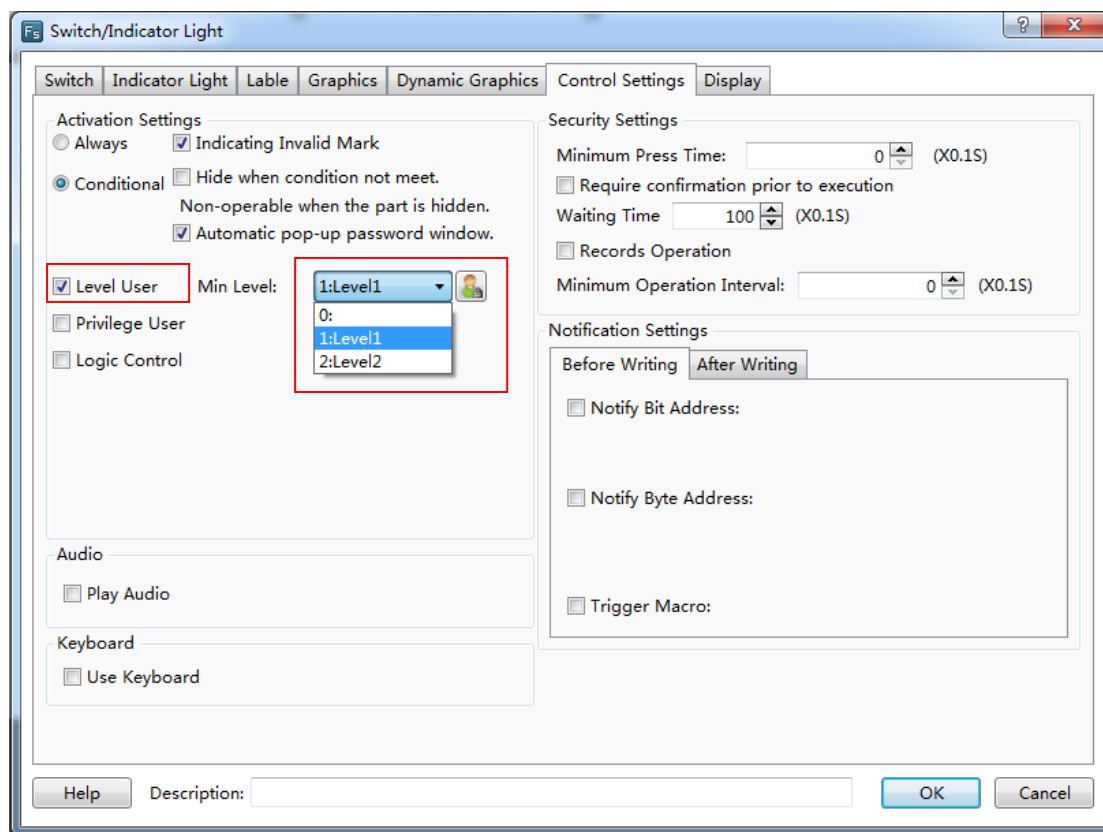 Fs Switch/Indicator Light
Switch Indicator Light Lable Graphics Dynamic Graphics Control Settings Display
Activation Settings
Always
Indicating Invalid Mark
Conditional
Hide when condition not meet.
Non-operable when the part is hidden.
Automatic pop-up password window.
Level User
Min Level:
1:Level1
0:
1:Level1
2:Level2
Privilege User
Logic Control
Audio
Play Audio
Keyboard
Use Keyboard
Security Settings
Minimum Press Time: 0 (X0.1S)
Require confirmation prior to execution
Waiting Time 100 (X0.1S)
Records Operation
Minimum Operation Interval: 0 (X0.1S)
Notification Settings
Before Writing After Writing
Notify Bit Address:
Notify Byte Address:
Trigger Macro:
Help Description: OK Cancel